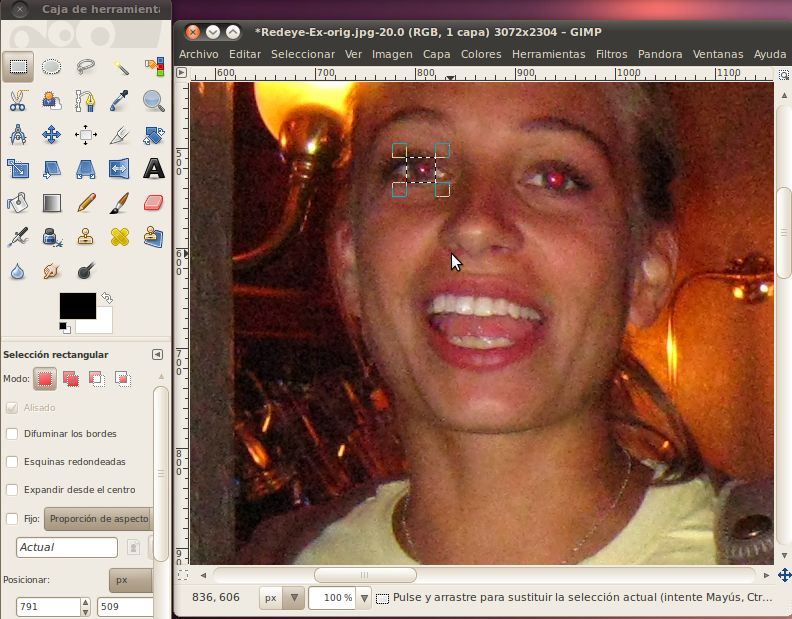 Caja de herramienta
*Redeye-Ex-orig.jpg-20.0 (RGB, 1 capa) 3072x2304 – GIMP
Archivo Editar Seleccionar Ver Imagen Capa Colores Herramientas Filtros Pandora Ventanas Ayuda
600 700 800 900 1000 1100
500
600
700
800
90
A
Selección rectangular
Modo:
Alisado
Difuminar los bordes
Esquinas redondeadas
Expandir desde el centro
Fijo: Proporción de aspecto
Actual
Posicionar: px
791 509
836, 606 px 100 % Pulse y arrastre para sustituir la selección actual (intente Mayús, Ctr...